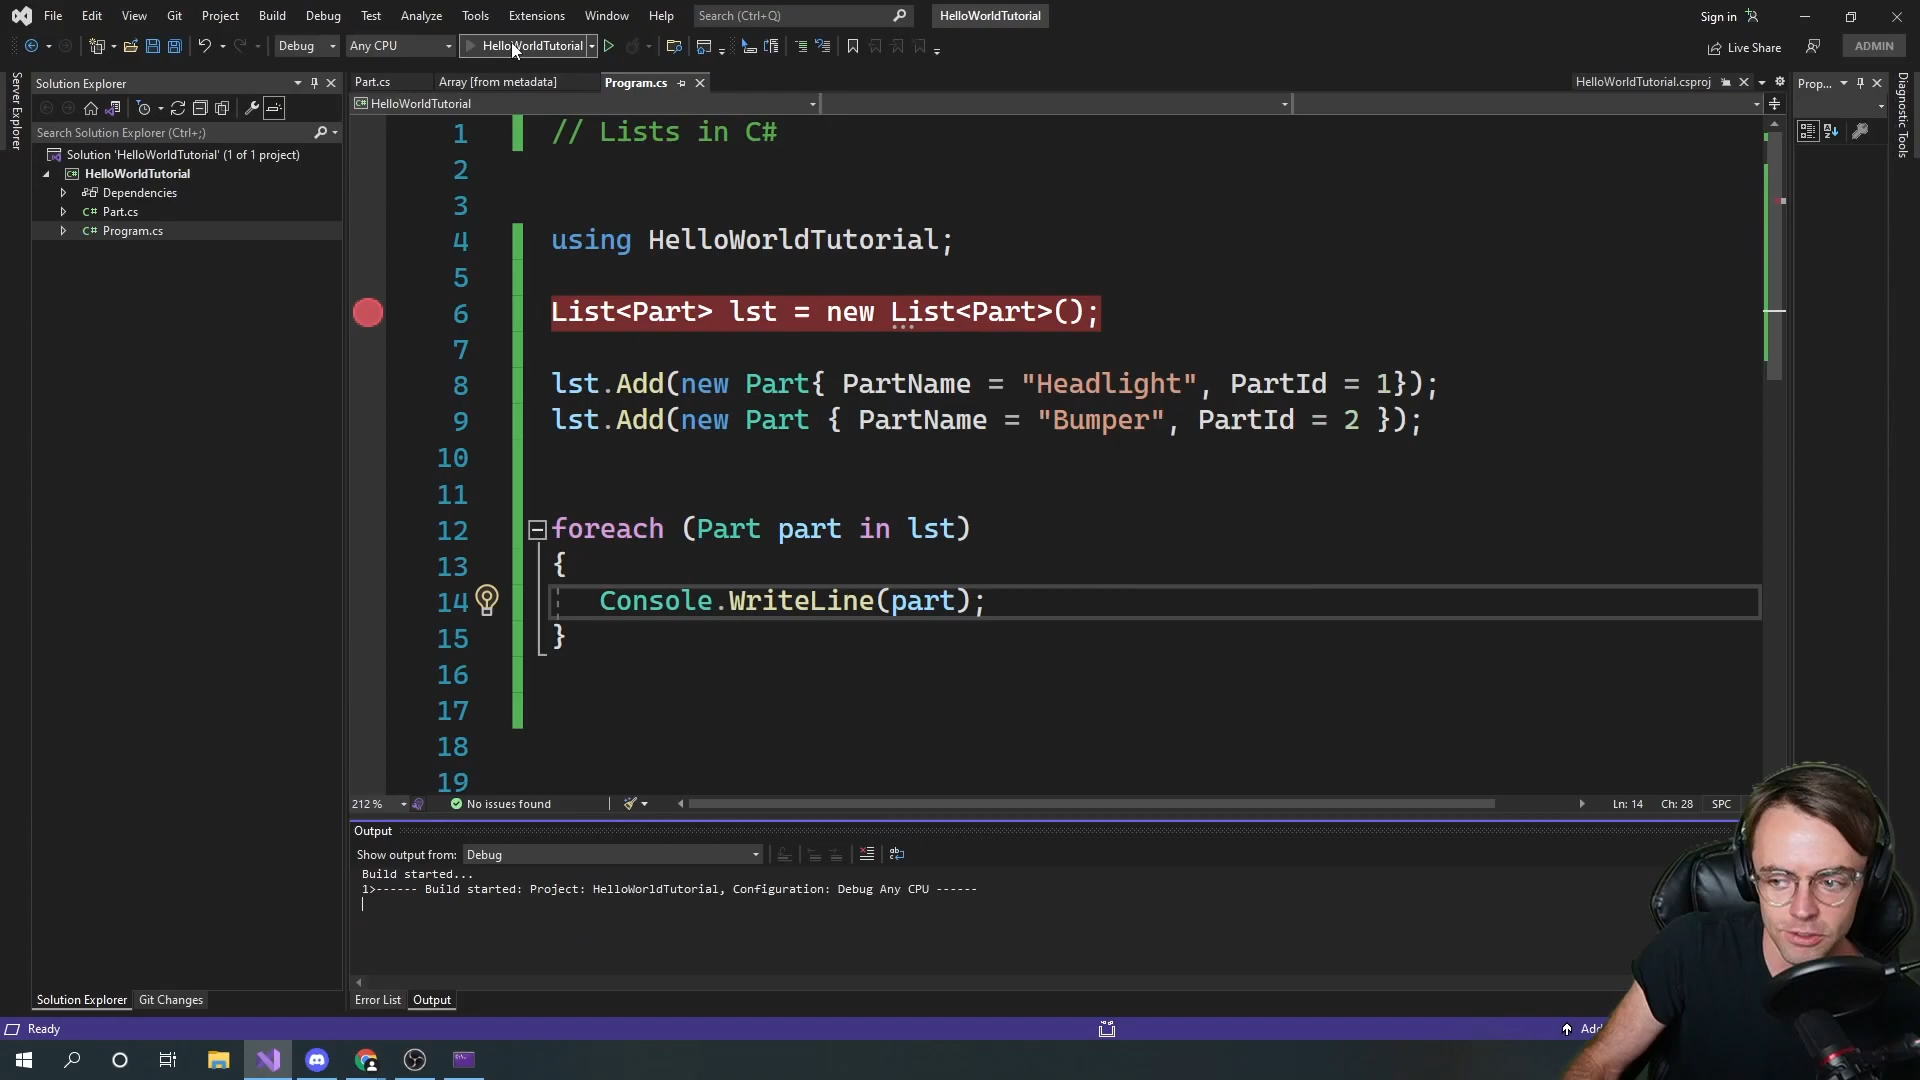 File Edit View Git Project Build Debug Test Analyze Tools Extensions Window Help Search (Ctrl+Q) HelloWorldTutorial Sign in
Debug Any CPU HelloWorldTutorial Live Share ADMIN
Server Explorer
Solution Explorer
Search Solution Explorer (Ctrl+;)
Solution 'HelloWorldTutorial' (1 of 1 project)
HelloWorldTutorial
Dependencies
C# Part.cs
C# Program.cs
Part.cs Array [from metadata] Program.cs HelloWorldTutorial.csproj
HelloWorldTutorial
Prop...
Diagnostic Tools
1 // Lists in C#
2
3
4 using HelloWorldTutorial;
5
6 List<Part> lst = new List<Part>();
7
8 lst.Add(new Part{ PartName = "Headlight", PartId = 1});
9 lst.Add(new Part { PartName = "Bumper", PartId = 2 });
10
11
12 foreach (Part part in lst)
13 {
14 Console.WriteLine(part);
15 }
16
17
18
19
212 % No issues found Ln: 14 Ch: 28 SPC
Output
Show output from: Debug
Build started...
1>------ Build started: Project: HelloWorldTutorial, Configuration: Debug Any CPU ------
Solution Explorer Git Changes Error List Output
Ready